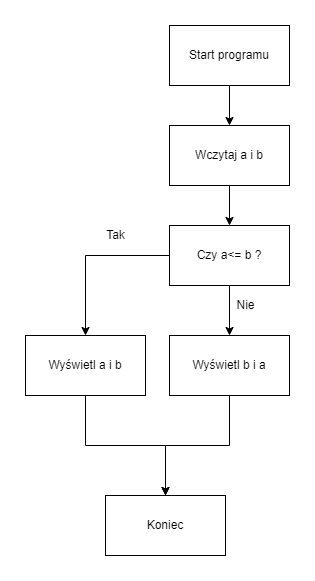 Start programu
Wczytaj a i b
Czy a<= b ?
Tak
Nie
Wyświetl a i b
Wyświetl b i a
Koniec